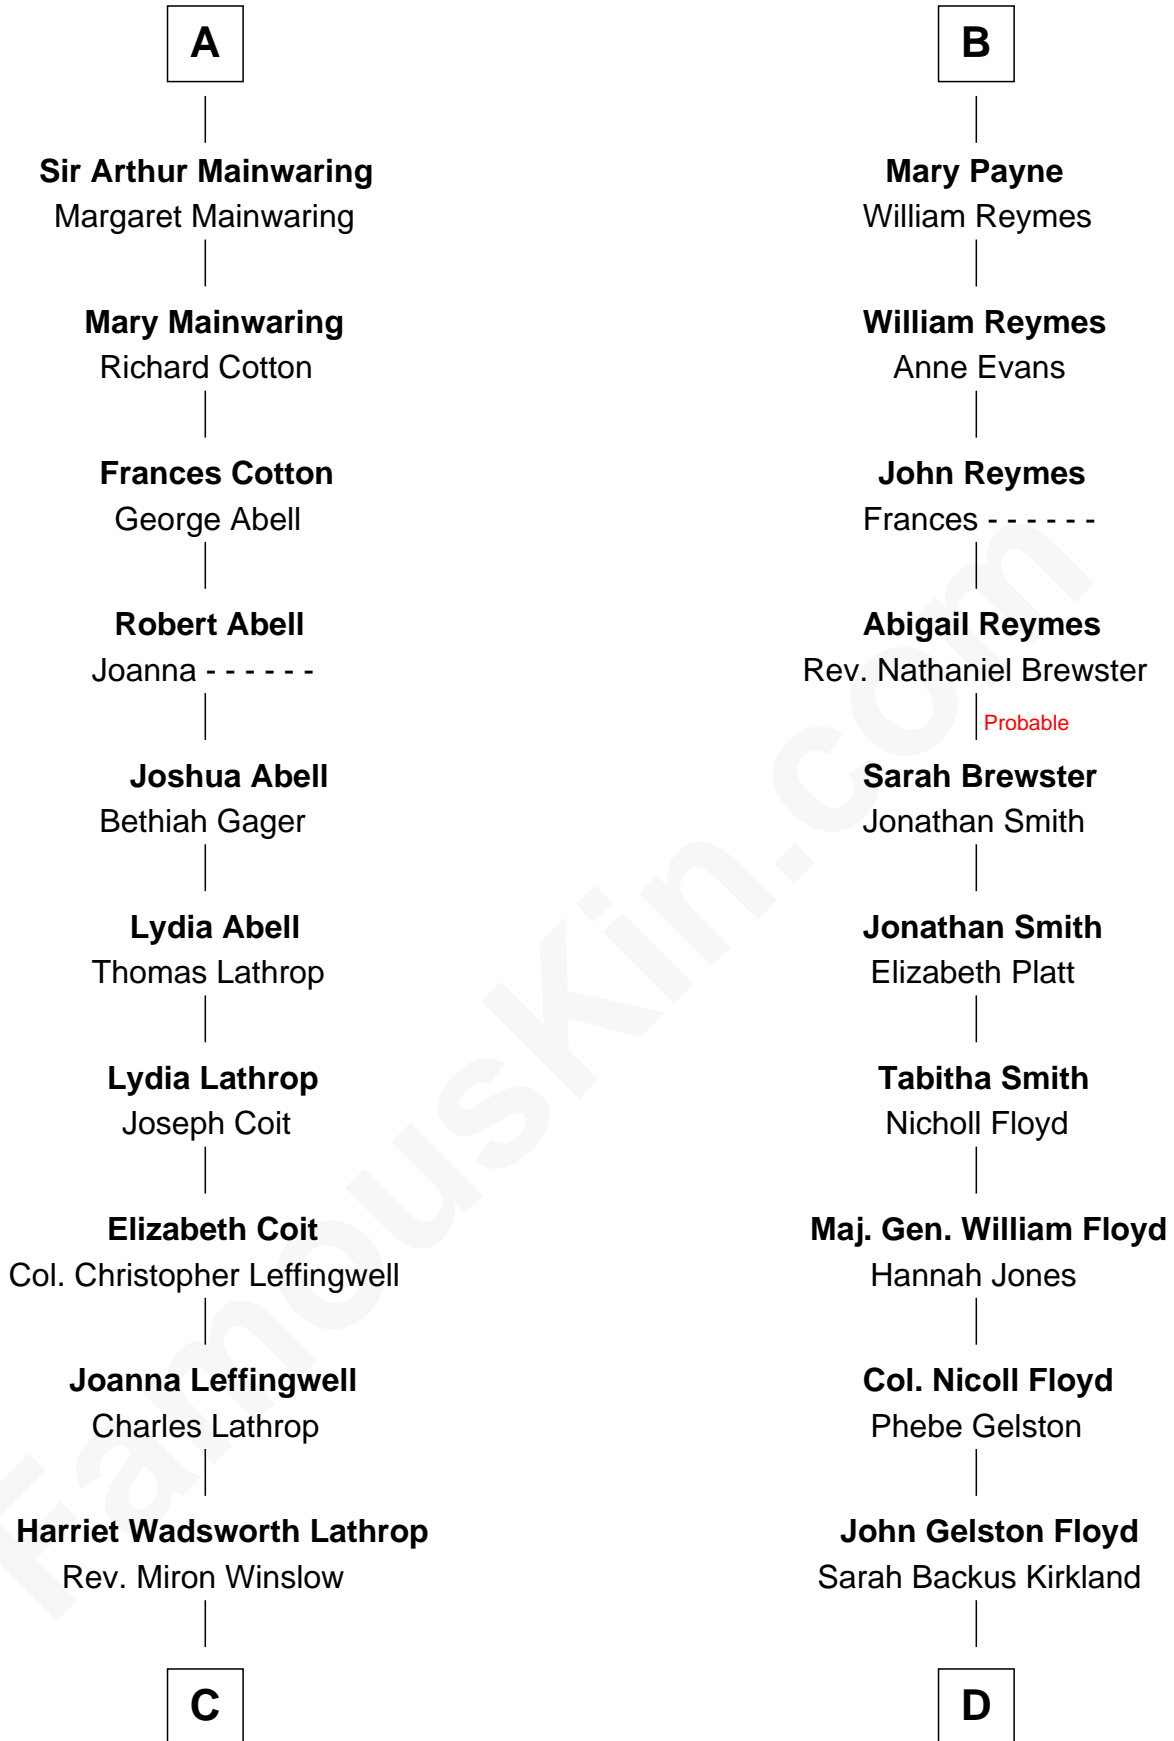 A
Sir Arthur Mainwaring
Margaret Mainwaring
Mary Mainwaring
Richard Cotton
Frances Cotton
George Abell
Robert Abell
Joanna - - - - - -
Joshua Abell
Bethiah Gager
Lydia Abell
Thomas Lathrop
Lydia Lathrop
Joseph Coit
Elizabeth Coit
Col. Christopher Leffingwell
Joanna Leffingwell
Charles Lathrop
Harriet Wadsworth Lathrop
Rev. Miron Winslow
C
B
Mary Payne
William Reymes
William Reymes
Anne Evans
John Reymes
Frances - - - - - -
Abigail Reymes
Rev. Nathaniel Brewster
Probable
Sarah Brewster
Jonathan Smith
Jonathan Smith
Elizabeth Platt
Tabitha Smith
Nicholl Floyd
Maj. Gen. William Floyd
Hannah Jones
Col. Nicoll Floyd
Phebe Gelston
John Gelston Floyd
Sarah Backus Kirkland
D
FamousKin.com